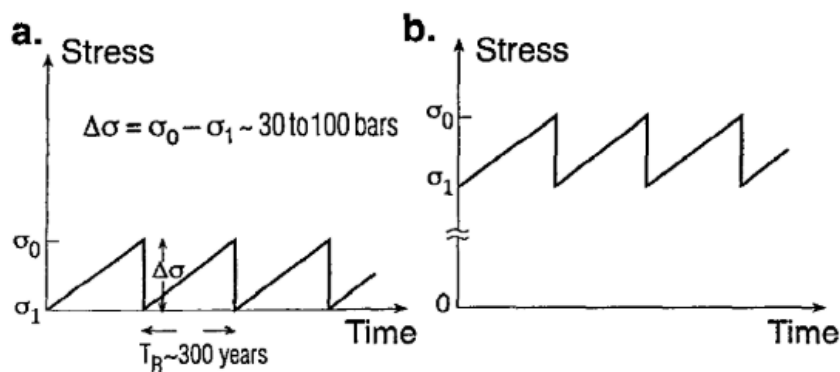 a.
Stress
Δσ = σ₀ – σ₁ ~ 30 to 100 bars
σ₀
Δσ
σ₁
Time
T_B~300 years
b.
Stress
σ₀
σ₁
0
Time